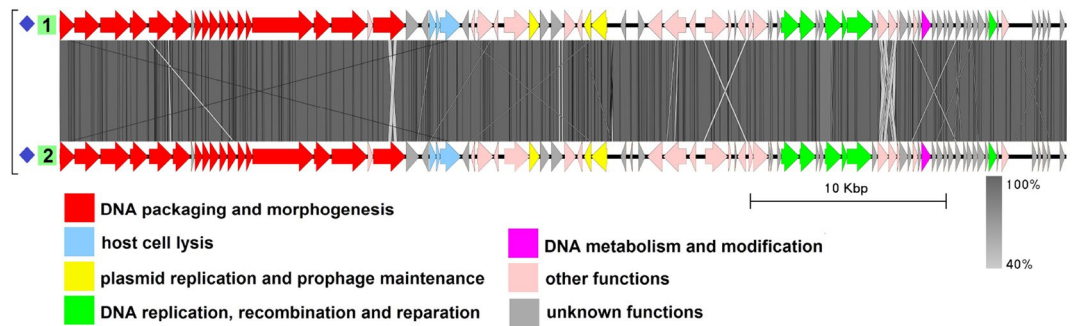 1
2
10 Kbp
100%
40%
DNA packaging and morphogenesis
host cell lysis
plasmid replication and prophage maintenance
DNA replication, recombination and reparation
DNA metabolism and modification
other functions
unknown functions